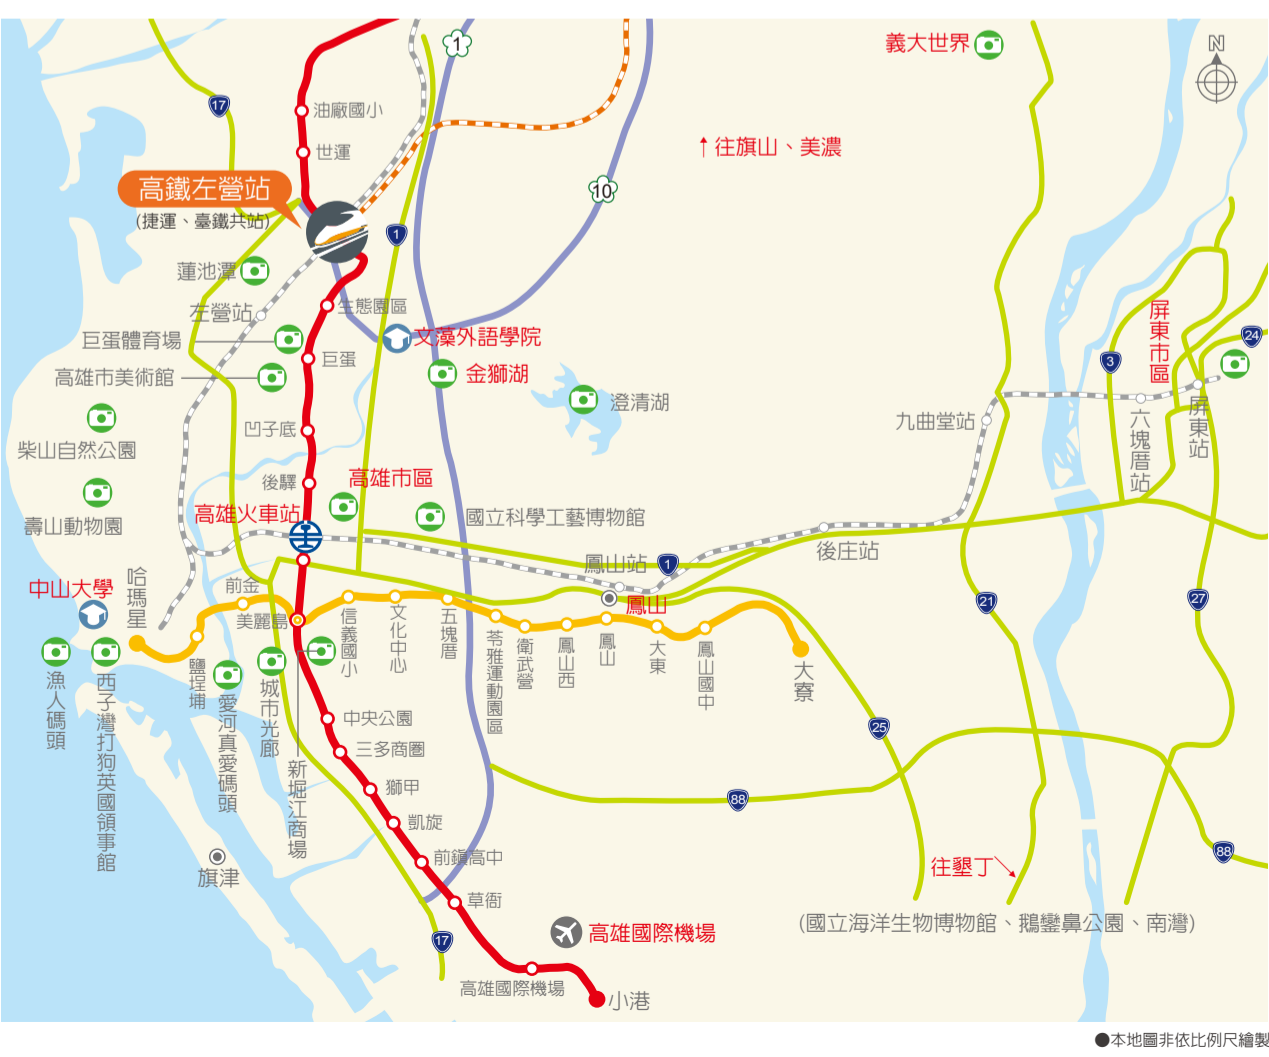 義大世界
N
1
17
油廠國小
往旗山、美濃
世運
高鐵左營站
10
(捷運、臺鐵共站)
1
蓮池潭
左營站
生態園區
屏東市區
文藻外語學院
24
巨蛋體育場
巨蛋
3
高雄市美術館
金獅湖
澄清湖
九曲堂站
六塊厝站
屏東站
凹子底
柴山自然公園
高雄市區
後驛
壽山動物園
高雄火車站
國立科學工藝博物館
後庄站
鳳山站
1
中山大學
哈瑪星
前金
美麗島
信義國小
文化中心
五塊厝
苓雅運動園區
衛武營
鳳山西
鳳山
鳳山
大東
鳳山國中
大寮
21
27
漁人碼頭
西子灣打狗英國領事館
鹽埕埔
愛河真愛碼頭
城市光廊
新堀江商場
中央公園
三多商圈
25
獅甲
88
凱旋
前鎮高中
旗津
88
往墾丁
草衙
(國立海洋生物博物館、鵝鑾鼻公園、南灣)
17
高雄國際機場
高雄國際機場
小港
●本地圖非依比例尺繪製